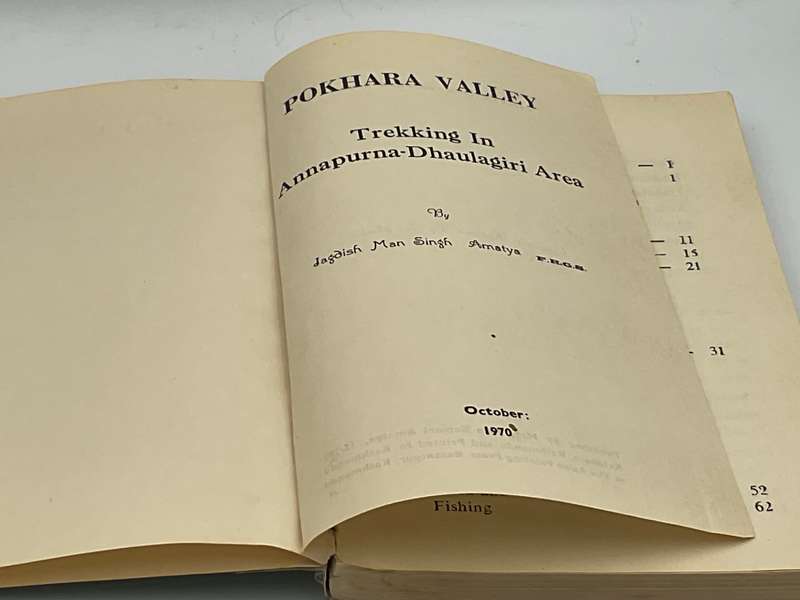 POKHARA VALLEY
Trekking In
Annapurna-Dhaulagiri Area
By
Jagdish Man Singh Amatya F.R.G.S.
October:
1970
— 1
1
— 11
— 15
— 21
- 31
52
Fishing 62